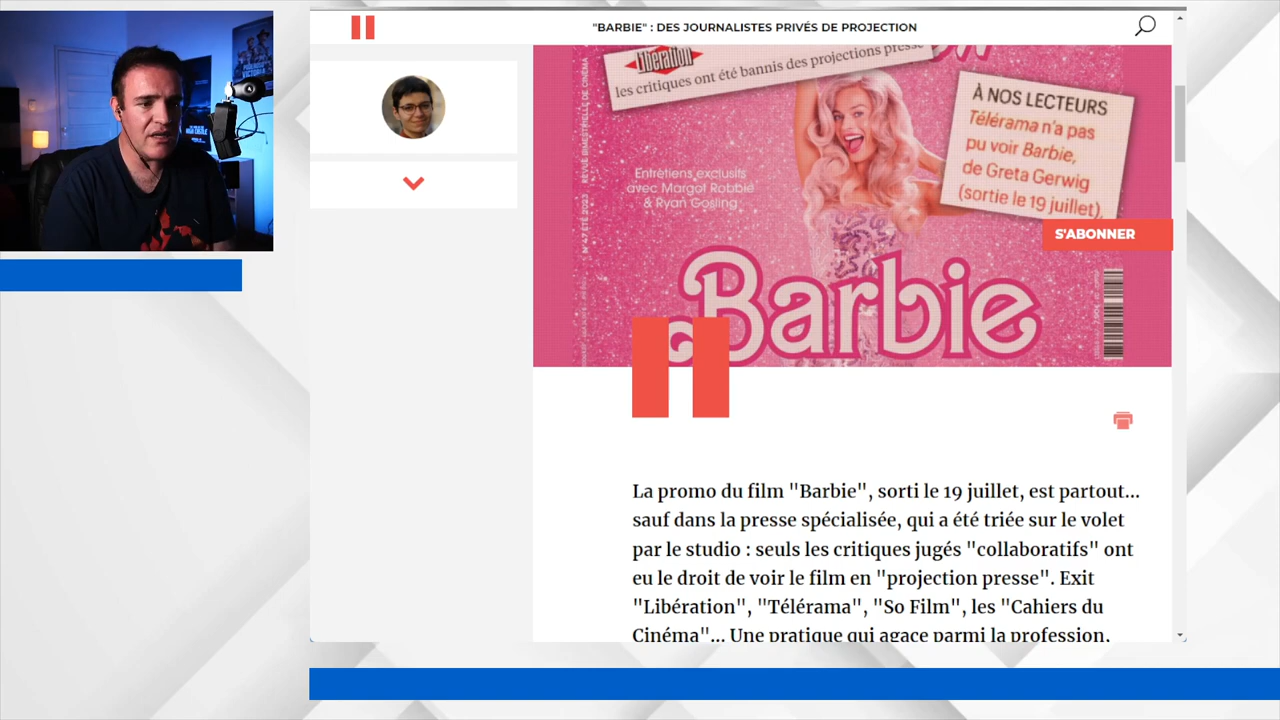 "BARBIE" : DES JOURNALISTES PRIVÉS DE PROJECTION
Libération
les critiques ont été bannis des projections presse
À NOS LECTEURS
Télérama n'a pas
pu voir Barbie,
de Greta Gerwig
(sortie le 19 juillet),
REVUE BIMESTRIELLE DE CINÉMA
Entretiens exclusifs
avec Margot Robbie
& Ryan Gosling
S'ABONNER
Barbie
La promo du film "Barbie", sorti le 19 juillet, est partout...
sauf dans la presse spécialisée, qui a été triée sur le volet
par le studio : seuls les critiques jugés "collaboratifs" ont
eu le droit de voir le film en "projection presse". Exit
"Libération", "Télérama", "So Film", les "Cahiers du
Cinéma"... Une pratique qui agace parmi la profession,